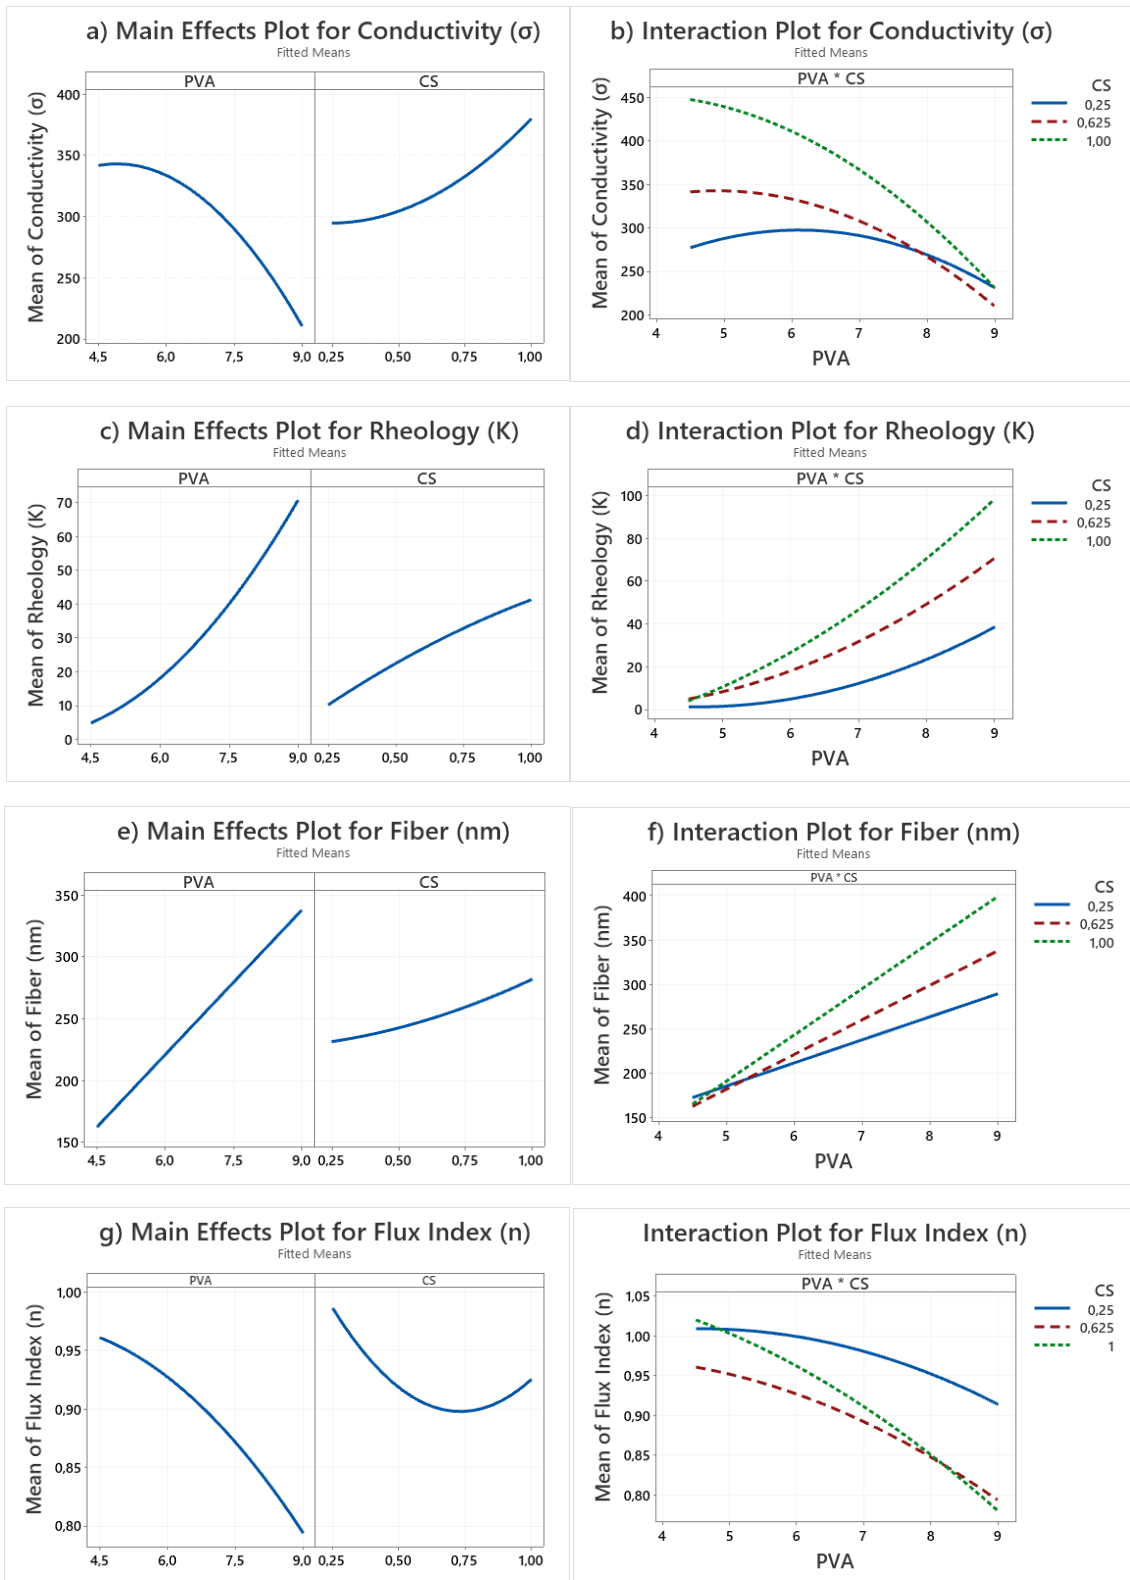 a) Main Effects Plot for Conductivity (σ)
Fitted Means
PVA CS
Mean of Conductivity (σ)
400
350
300
250
200
4,5 6,0 7,5 9,0 0,25 0,50 0,75 1,00
b) Interaction Plot for Conductivity (σ)
Fitted Means
PVA * CS
Mean of Conductivity (σ)
450
400
350
300
250
200
4 5 6 7 8 9
PVA
CS
0,25
0,625
1,00
c) Main Effects Plot for Rheology (K)
Fitted Means
PVA CS
Mean of Rheology (K)
70
60
50
40
30
20
10
0
4,5 6,0 7,5 9,0 0,25 0,50 0,75 1,00
d) Interaction Plot for Rheology (K)
Fitted Means
PVA * CS
Mean of Rheology (K)
100
80
60
40
20
0
4 5 6 7 8 9
PVA
CS
0,25
0,625
1,00
e) Main Effects Plot for Fiber (nm)
Fitted Means
PVA CS
Mean of Fiber (nm)
350
300
250
200
150
4,5 6,0 7,5 9,0 0,25 0,50 0,75 1,00
f) Interaction Plot for Fiber (nm)
Fitted Means
PVA * CS
Mean of Fiber (nm)
400
350
300
250
200
150
4 5 6 7 8 9
PVA
CS
0,25
0,625
1,00
g) Main Effects Plot for Flux Index (n)
Fitted Means
PVA CS
Mean of Flux Index (n)
1,00
0,95
0,90
0,85
0,80
4,5 6,0 7,5 9,0 0,25 0,50 0,75 1,00
Interaction Plot for Flux Index (n)
Fitted Means
PVA * CS
Mean of Flux Index (n)
1,05
1,00
0,95
0,90
0,85
0,80
4 5 6 7 8 9
PVA
CS
0,25
0,625
1